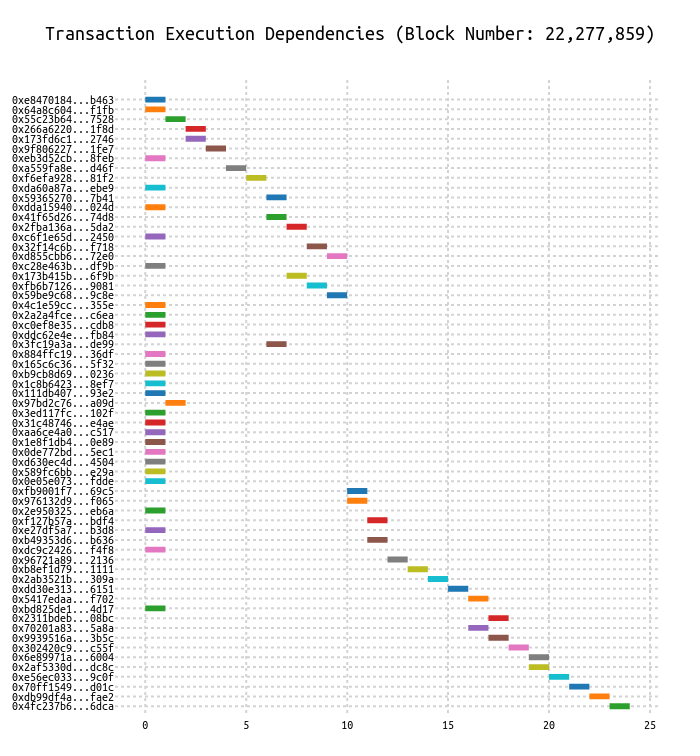 Transaction Execution Dependencies (Block Number: 22,277,859)
0xe8470184...b463
0x64a8c604...f1fb
0x55c23b64...7528
0x266a6220...1f8d
0x173fd6c1...2746
0x9f806227...1fe7
0xeb3d52cb...8feb
0xa559fa8e...d46f
0xf6efa928...81f2
0xda60a87a...ebe9
0x59365270...7b41
0xdda15940...024d
0x41f65d26...74d8
0x2fba136a...5da2
0xc6f1e65d...2450
0x32f14c6b...f718
0xd855cbb6...72e0
0xc28e463b...df9b
0x173b415b...6f9b
0xfb6b7126...9081
0x59be9c68...9c8e
0x4c1e59cc...355e
0x2a2a4fce...c6ea
0xc0ef8e35...cdb8
0xddc62e4e...fb84
0x3fc19a3a...de99
0x884ffc19...36df
0x165c6c36...5f32
0xb9cb8d69...0236
0x1c8b6423...8ef7
0x111db407...93e2
0x97bd2c76...a09d
0x3ed117fc...102f
0x31c48746...e4ae
0xaa6ce4a0...c517
0x1e8f1db4...0e89
0x0de772bd...5ec1
0xd630ec4d...4504
0x589fc6bb...e29a
0x0e05e073...fdde
0xfb9001f7...69c5
0x976132d9...f065
0x2e950325...eb6a
0xf127b57a...bdf4
0xe27df5a7...b3d8
0xb49353d6...b636
0xdc9c2426...f4f8
0x96721a89...2136
0xb8ef1d79...1111
0x2ab3521b...309a
0xdd30e313...6151
0x5417edaa...f702
0xbd825de1...4d17
0x2311bdeb...08bc
0x70201a83...5a8a
0x9939516a...3b5c
0x302420c9...c55f
0x6e89971a...6004
0x2af5330d...dc8c
0xe56ec033...9c0f
0x70ff1549...d01c
0xdb99df4a...fae2
0x4fc237b6...6dca
0 5 10 15 20 25